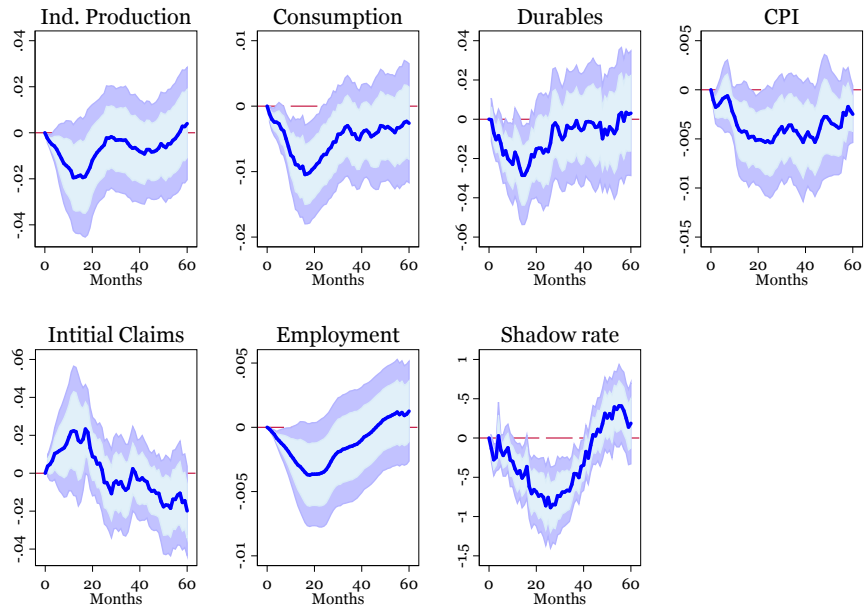 Ind. Production
.04
.02
0
-.02
-.04
0 20 40 60
Months
Consumption
.01
0
-.01
-.02
0 20 40 60
Months
Durables
.04
.02
0
-.02
-.04
-.06
0 20 40 60
Months
CPI
.005
0
-.005
-.01
-.015
0 20 40 60
Months
Intitial Claims
.06
.04
.02
0
-.02
-.04
0 20 40 60
Months
Employment
.005
0
-.005
-.01
0 20 40 60
Months
Shadow rate
1
.5
0
-.5
-1
-1.5
0 20 40 60
Months